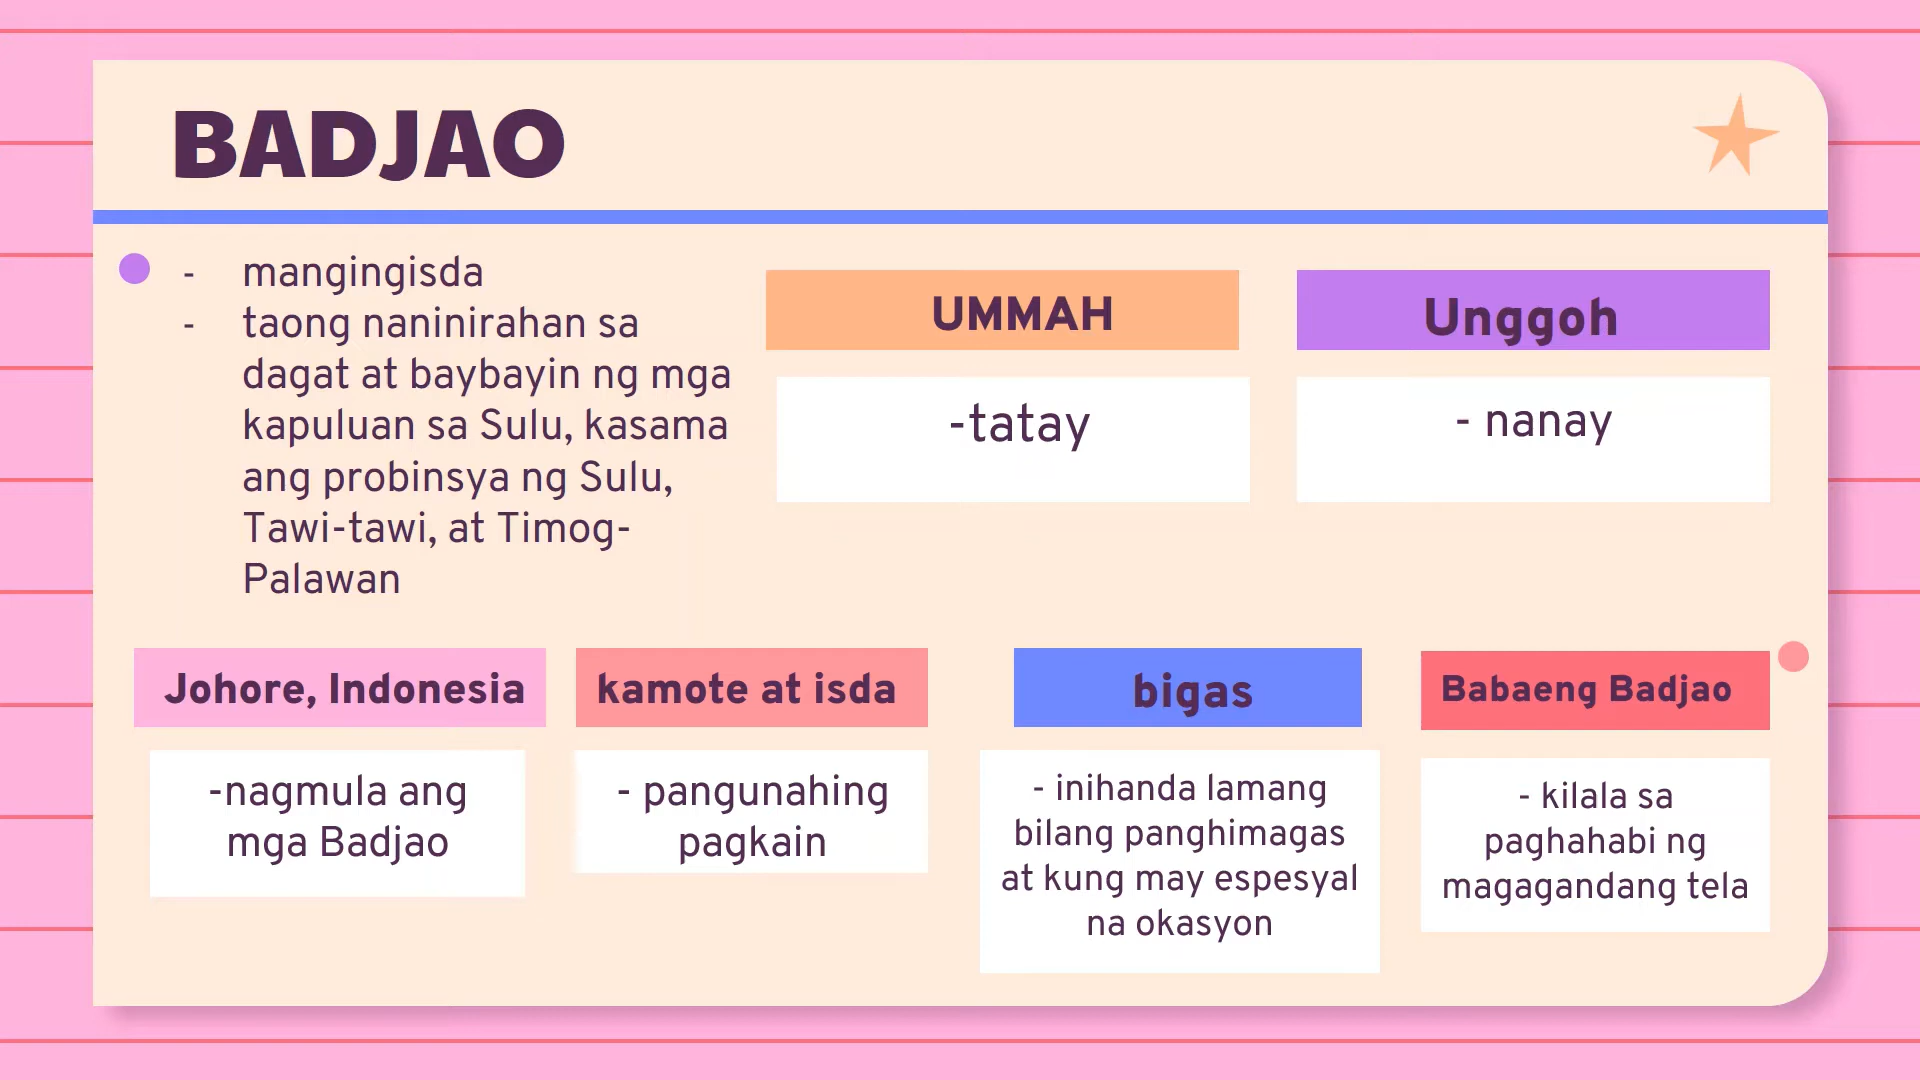 BADJAO
- mangingisda
- taong naninirahan sa
dagat at baybayin ng mga
kapuluan sa Sulu, kasama
ang probinsya ng Sulu,
Tawi-tawi, at Timog-
Palawan
UMMAH
-tatay
Unggoh
- nanay
Johore, Indonesia
-nagmula ang
mga Badjao
kamote at isda
- pangunahing
pagkain
bigas
- inihanda lamang
bilang panghimagas
at kung may espesyal
na okasyon
Babaeng Badjao
- kilala sa
paghahabi ng
magagandang tela